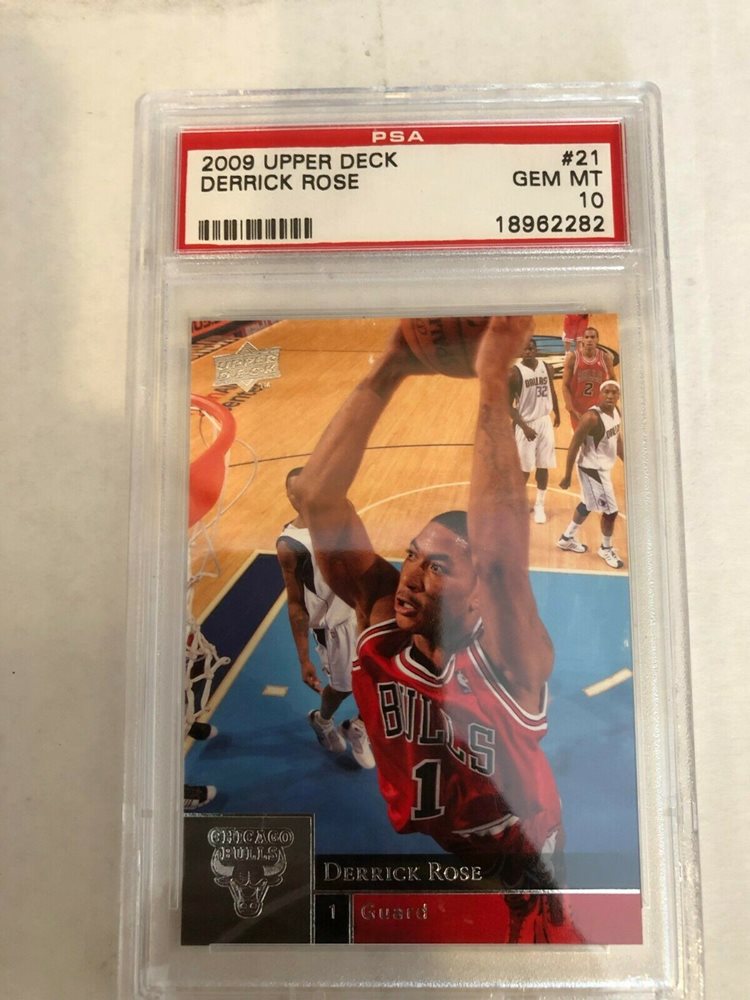 PSA
2009 UPPER DECK #21
DERRICK ROSE GEM MT
10
18962282
UPPER DECK
DALLAS
32
BULLS
2
BULLS
1
CHICAGO
BULLS
DERRICK ROSE
1 Guard